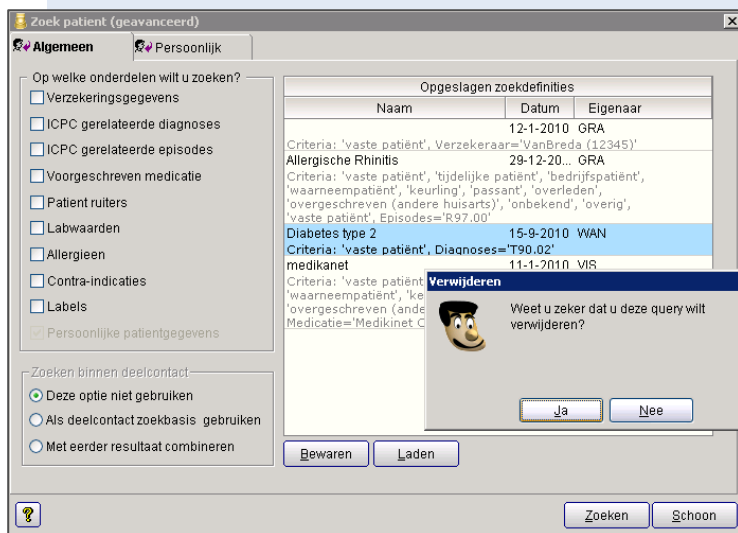 Zoek patient (geavanceerd)
Algemeen
Persoonlijk
Op welke onderdelen wilt u zoeken?
Verzekeringsgegevens
ICPC gerelateerde diagnoses
ICPC gerelateerde episodes
Voorgeschreven medicatie
Patient ruiters
Labwaarden
Allergieen
Contra-indicaties
Labels
Persoonlijke patientgegevens
Zoeken binnen deelcontact
Deze optie niet gebruiken
Als deelcontact zoekbasis gebruiken
Met eerder resultaat combineren
Opgeslagen zoekdefinities
Naam Datum Eigenaar
12-1-2010 GRA
Criteria: 'vaste patiënt', Verzekeraar='VanBreda (12345)'
Allergische Rhinitis 29-12-20... GRA
Criteria: 'vaste patiënt', 'tijdelijke patiënt', 'bedrijfspatiënt',
'waarneempatiënt', 'keurling', 'passant', 'overleden',
'overgeschreven (andere huisarts)', 'onbekend', 'overig',
'vaste patiënt', Episodes='R97.00'
Diabetes type 2 15-9-2010 WAN
Criteria: 'vaste patiënt', Diagnoses='T90.02'
medikanet 11-1-2010 VIS
Criteria: 'vaste patiënt
'waarneempatiënt', 'ke
'overgeschreven (ande
Medicatie='Medikinet C
Verwijderen
Weet u zeker dat u deze query wilt
verwijderen?
Ja Nee
Bewaren Laden
? Zoeken Schoon